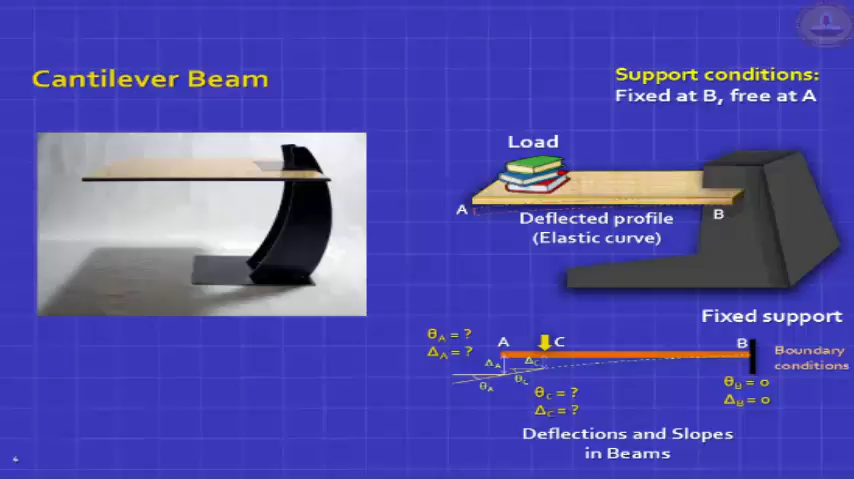 Cantilever Beam
Support conditions:
Fixed at B, free at A
Load
A
B
Deflected profile
(Elastic curve)
Fixed support
θA = ?
ΔA = ?
A
C
B
Boundary
conditions
ΔA
ΔC
θA
θC
θC = ?
ΔC = ?
θB = 0
ΔB = 0
Deflections and Slopes
in Beams